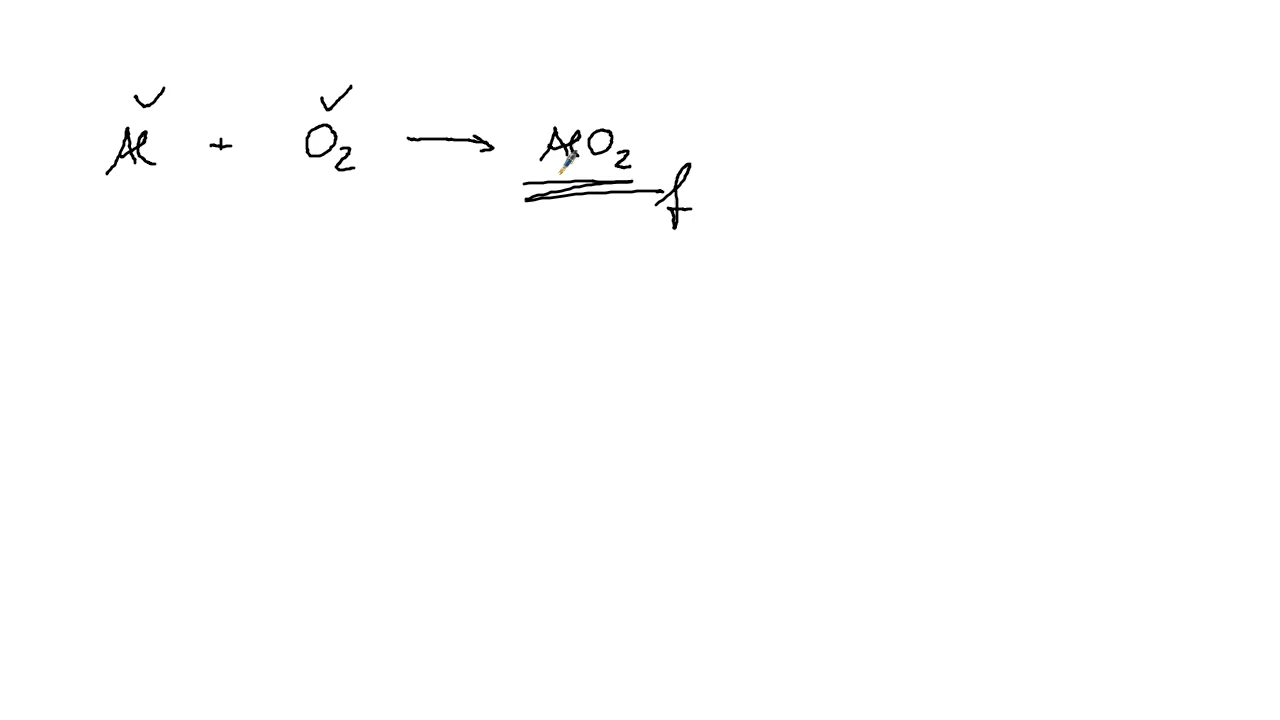 Al + O₂ → AlO₂
f